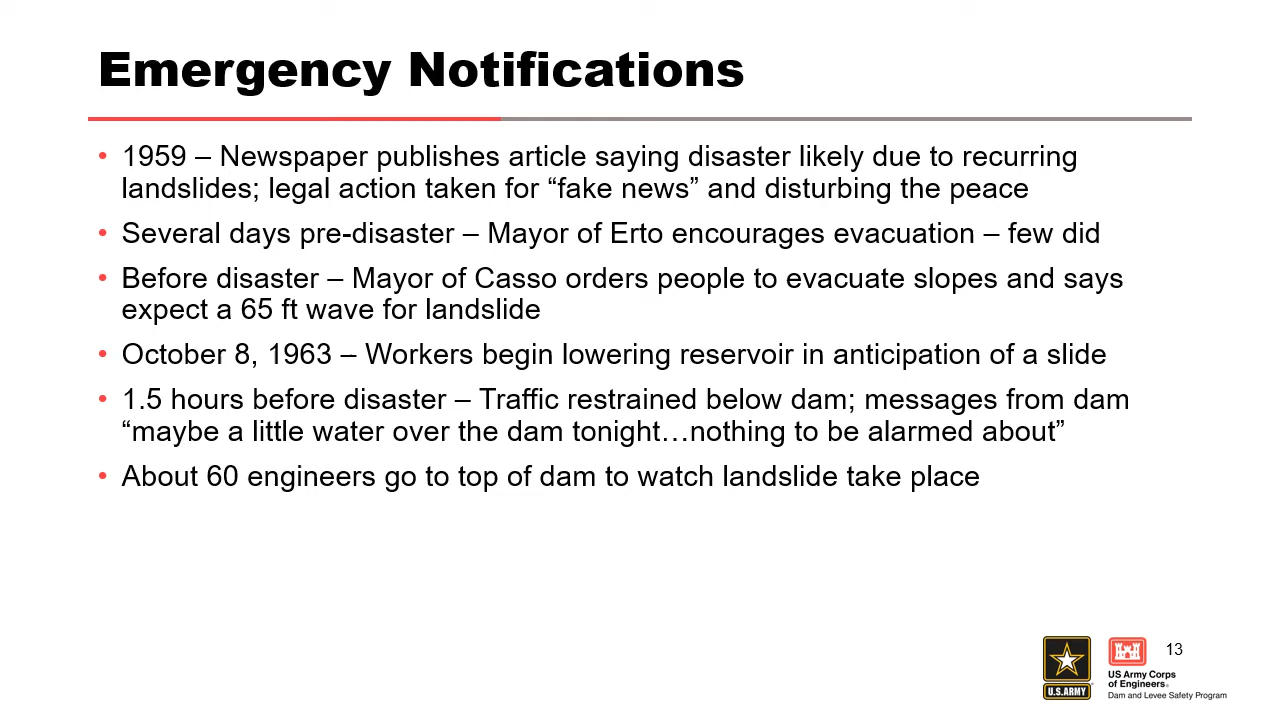 Emergency Notifications
• 1959 – Newspaper publishes article saying disaster likely due to recurring
landslides; legal action taken for “fake news” and disturbing the peace
• Several days pre-disaster – Mayor of Erto encourages evacuation – few did
• Before disaster – Mayor of Casso orders people to evacuate slopes and says
expect a 65 ft wave for landslide
• October 8, 1963 – Workers begin lowering reservoir in anticipation of a slide
• 1.5 hours before disaster – Traffic restrained below dam; messages from dam
“maybe a little water over the dam tonight…nothing to be alarmed about”
• About 60 engineers go to top of dam to watch landslide take place
13
U.S.ARMY
US Army Corps
of Engineers®
Dam and Levee Safety Program